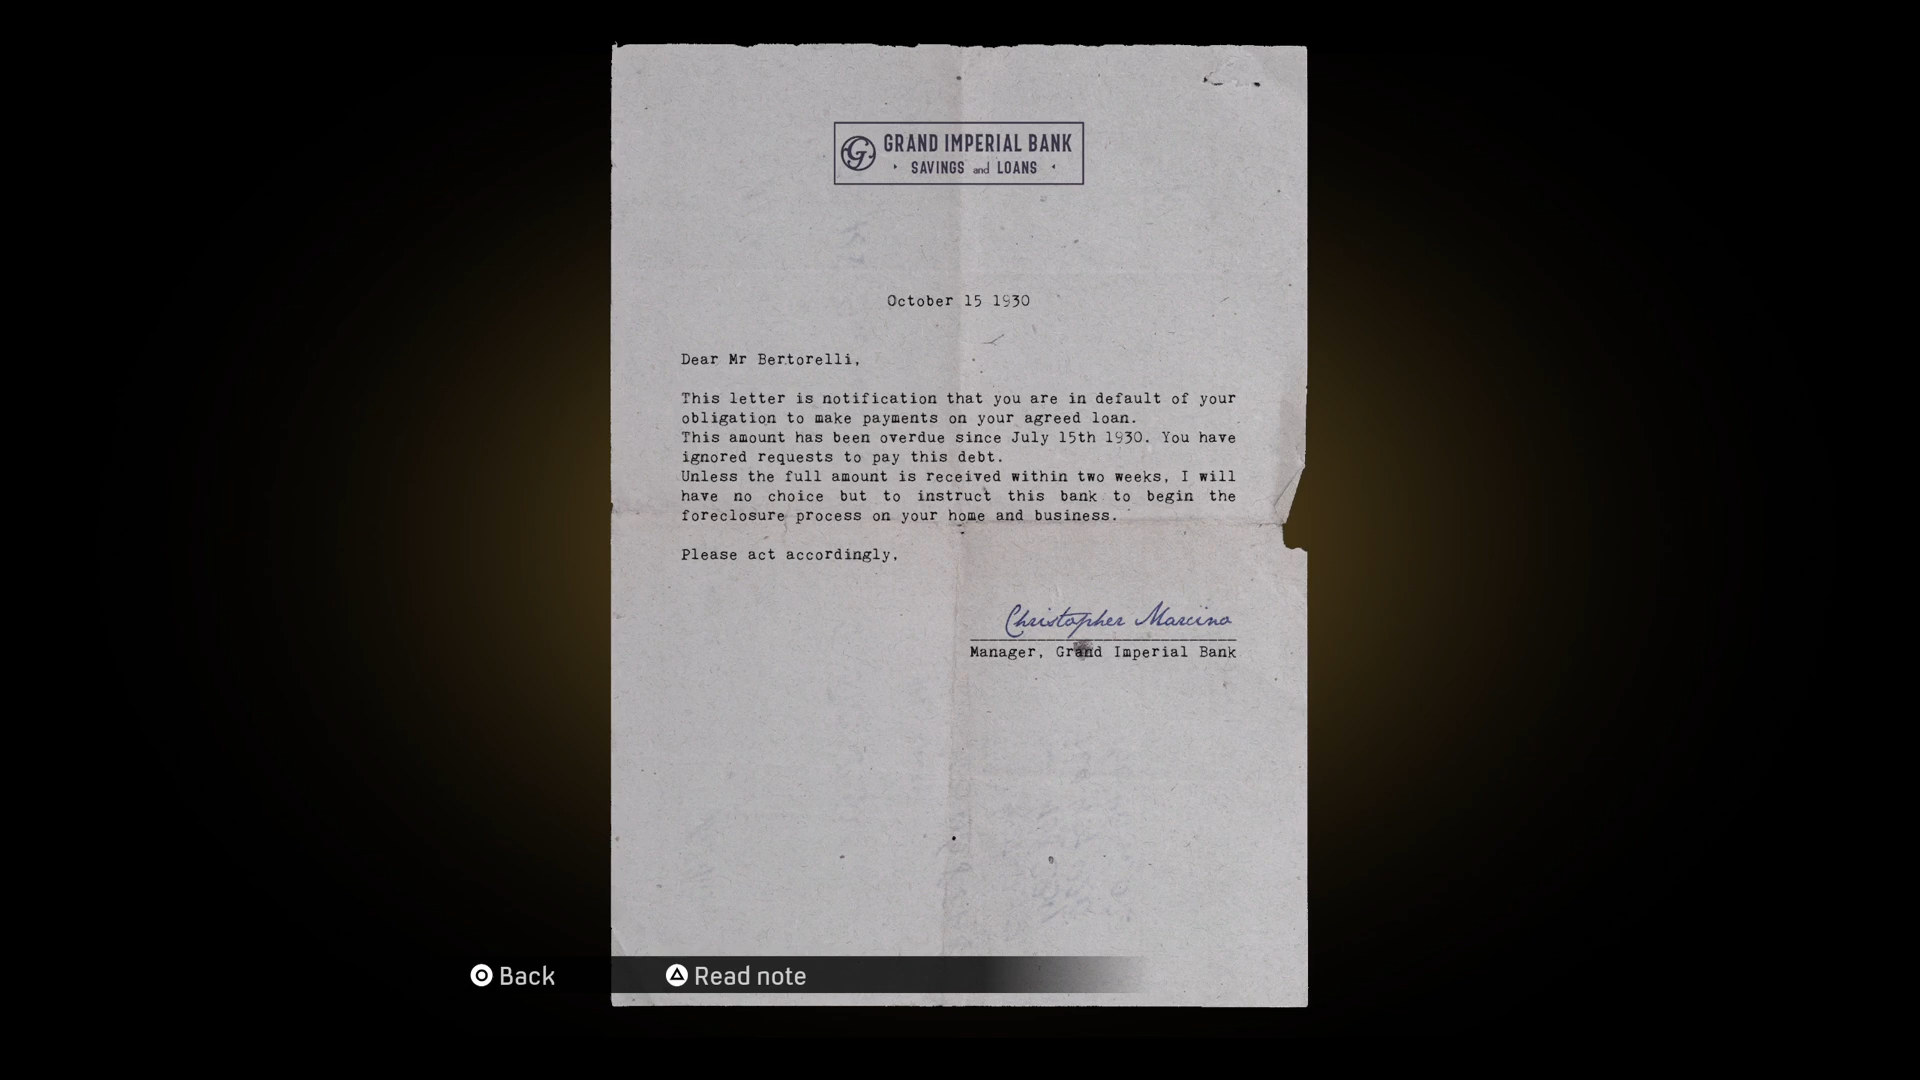 GRAND IMPERIAL BANK
SAVINGS and LOANS
October 15 1930
Dear Mr Bertorelli,
This letter is notification that you are in default of your
obligation to make payments on your agreed loan.
This amount has been overdue since July 15th 1930. You have
ignored requests to pay this debt.
Unless the full amount is received within two weeks, I will
have no choice but to instruct this bank to begin the
foreclosure process on your home and business.
Please act accordingly,
Christopher Marcino
Manager, Grand Imperial Bank
Back
Read note